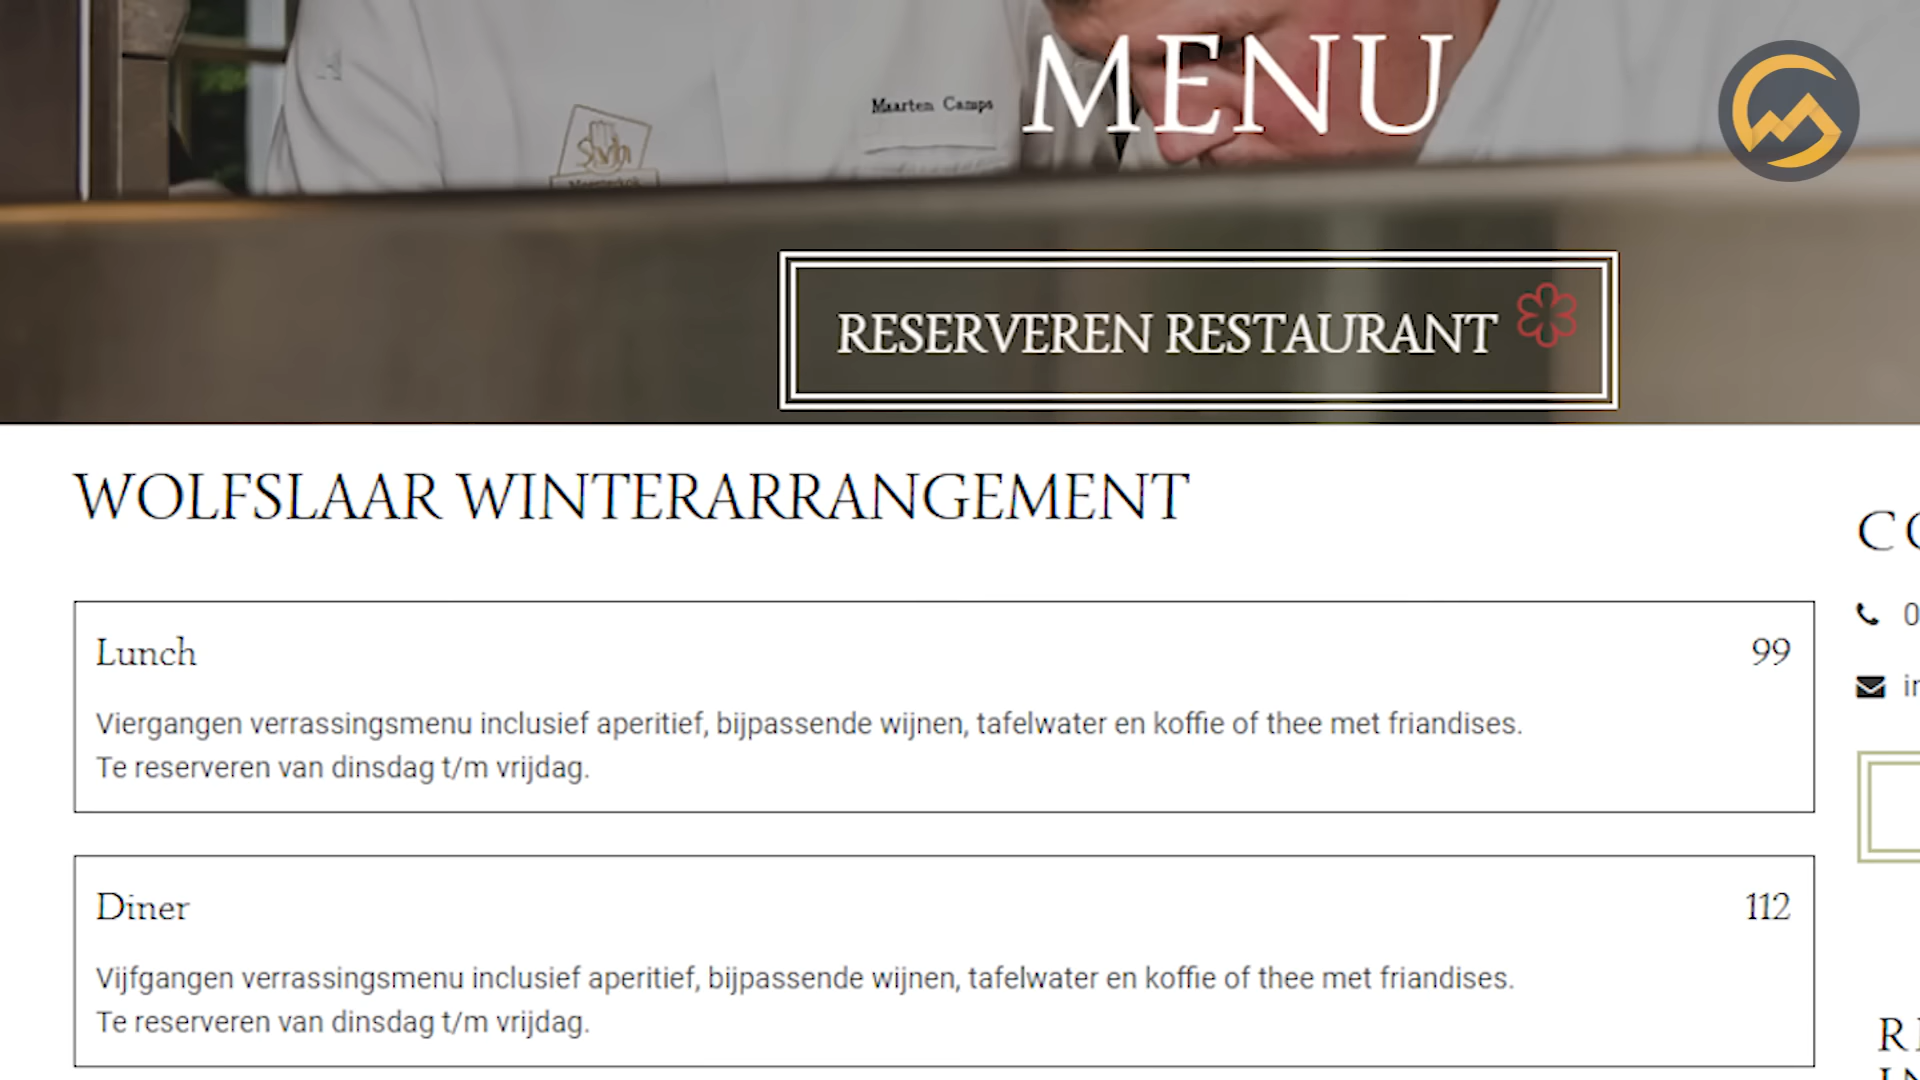 MENU
Maarten Camps
RESERVEREN RESTAURANT
WOLFSLAAR WINTERARRANGEMENT
Lunch 99
Viergangen verrassingsmenu inclusief aperitief, bijpassende wijnen, tafelwater en koffie of thee met friandises.
Te reserveren van dinsdag t/m vrijdag.
Diner 112
Vijfgangen verrassingsmenu inclusief aperitief, bijpassende wijnen, tafelwater en koffie of thee met friandises.
Te reserveren van dinsdag t/m vrijdag.